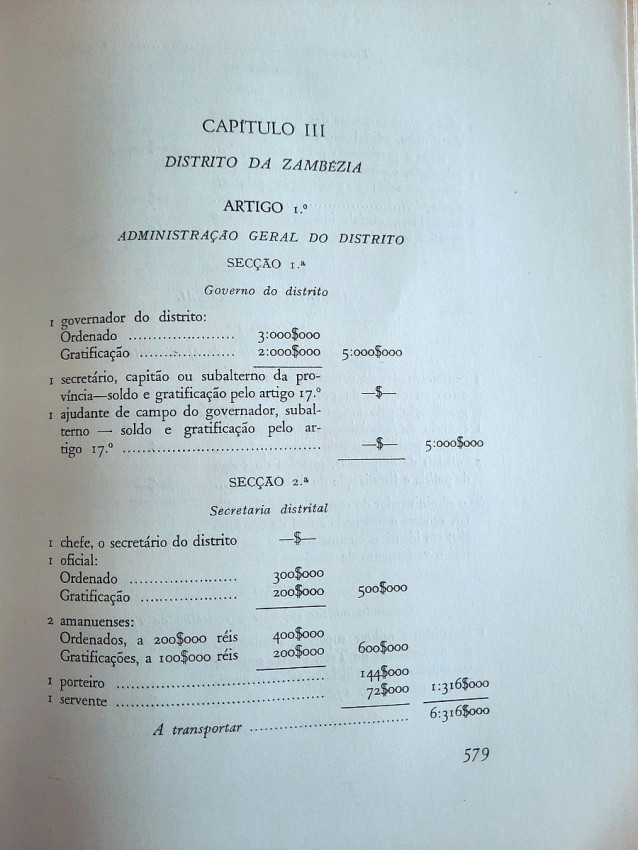 CAPÍTULO III
DISTRITO DA ZAMBÉZIA
ARTIGO 1.º
ADMINISTRAÇÃO GERAL DO DISTRITO
SECÇÃO 1.ª
Governo do distrito
1 governador do distrito:
Ordenado ...................... 3:000$000
Gratificação .................. 2:000$000 5:000$000
1 secretário, capitão ou subalterno da pro-
víncia—soldo e gratificação pelo artigo 17.º —$—
1 ajudante de campo do governador, subal-
terno — soldo e gratificação pelo ar-
tigo 17.º ........................................ —$— 5:000$000
SECÇÃO 2.ª
Secretaria distrital
1 chefe, o secretário do distrito —$—
1 oficial:
Ordenado ...................... 300$000
Gratificação .................. 200$000 500$000
2 amanuenses:
Ordenados, a 200$000 réis 400$000
Gratificações, a 100$000 réis 200$000 600$000
1 porteiro ........................................ 144$000
1 servente ........................................ 72$000 1:316$000
A transportar ................................ 6:316$000
579